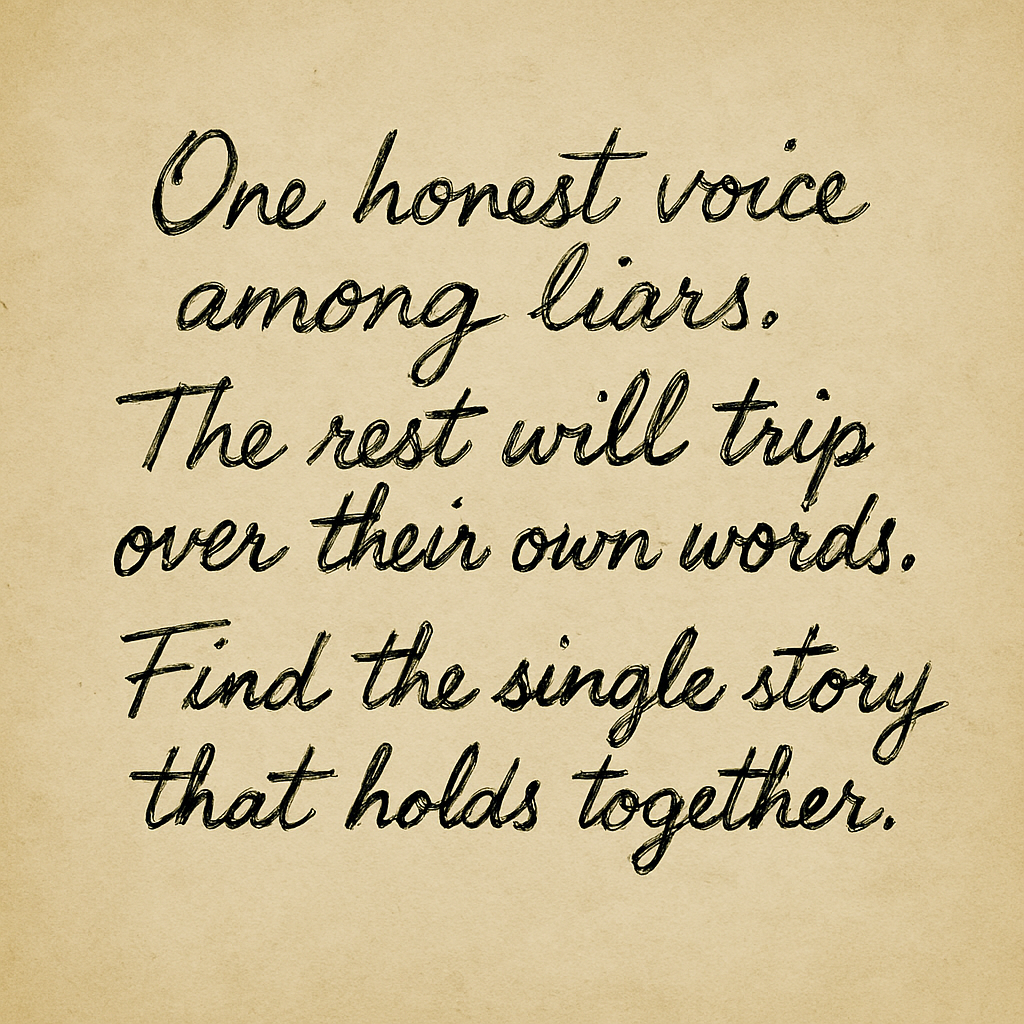 One honest voice
among liars.
The rest will trip
over their own words.
Find the single story
that holds together.